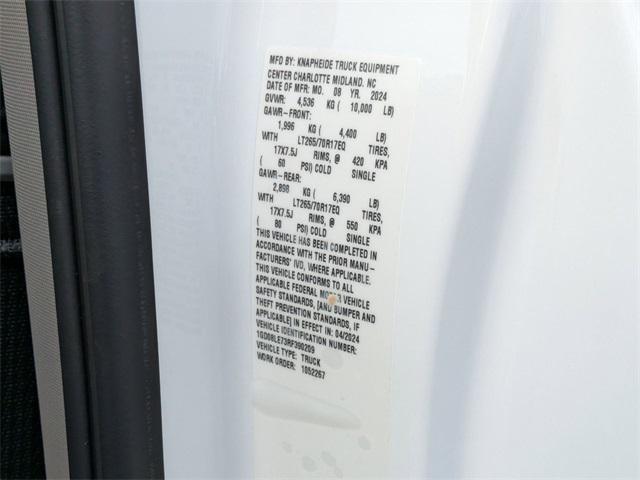 MFD BY: KNAPHEIDE TRUCK EQUIPMENT
CENTER CHARLOTTE MIDLAND, NC
DATE OF MFR: MO. 08 YR. 2024
GVWR: 4,536 KG ( 10,000 LB)
GAWR-FRONT:
1,996 KG ( 4,400 LB)
WITH LT265/70R17EQ TIRES,
17X7.5J RIMS, @ 420 KPA
( 60 PSI) COLD SINGLE
GAWR-REAR:
2,898 KG ( 6,390 LB)
WITH LT265/70R17EQ TIRES,
17X7.5J RIMS, @ 550 KPA
( 80 PSI) COLD SINGLE
THIS VEHICLE HAS BEEN COMPLETED IN
ACCORDANCE WITH THE PRIOR MANU-
FACTURERS' IVD, WHERE APPLICABLE.
THIS VEHICLE CONFORMS TO ALL
APPLICABLE FEDERAL MOTOR VEHICLE
SAFETY STANDARDS, [AND BUMPER AND
THEFT PREVENTION STANDARDS, IF
APPLICABLE] IN EFFECT IN: 04/2024
VEHICLE IDENTIFICATION NUMBER:
1GD08LE73RF390209
VEHICLE TYPE: TRUCK
WORK ORDER: 1052267